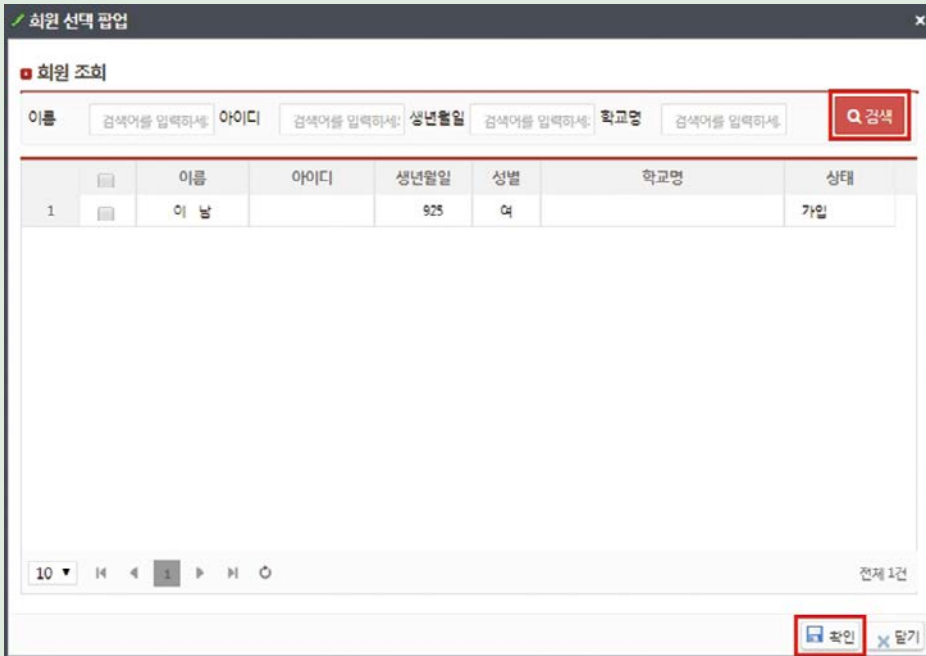 회원 선택 팝업 x
회원 조회
이름 검색어를 입력하세 아이디 검색어를 입력하세 생년월일 검색어를 입력하세 학교명 검색어를 입력하세 검색
이름 아이디 생년월일 성별 학교명 상태
1 이 남 925 여 가입
10 1 전체 1건
확인 닫기